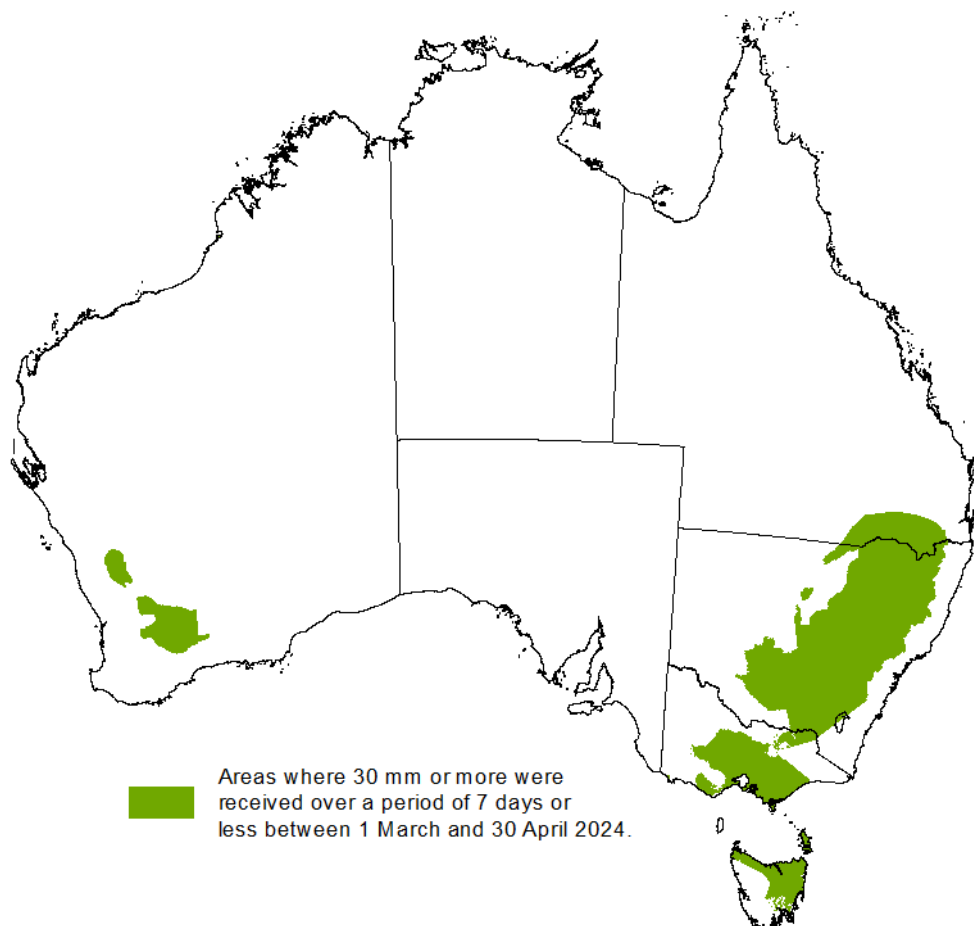 Areas where 30 mm or more were
received over a period of 7 days or
less between 1 March and 30 April 2024.